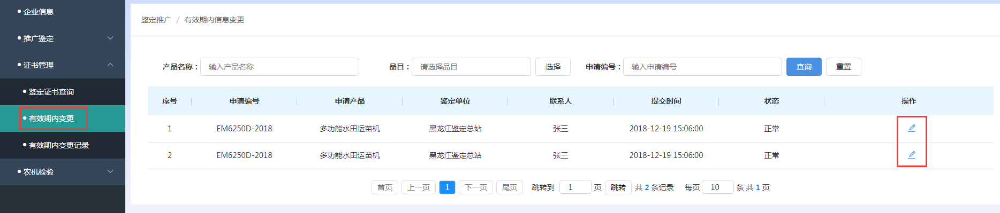 企业信息
推广鉴定
证书管理
鉴定证书查询
有效期内变更
有效期内变更记录
农机检验
鉴定推广 / 有效期内信息变更
产品名称： 输入产品名称 品目： 请选择品目 选择 申请编号： 输入申请编号 查询 重置
序号 申请编号 申请产品 鉴定单位 联系人 提交时间 状态 操作
1 EM6250D-2018 多功能水田运苗机 黑龙江鉴定总站 张三 2018-12-19 15:06:00 正常
2 EM6250D-2018 多功能水田运苗机 黑龙江鉴定总站 张三 2018-12-19 15:06:00 正常
首页 上一页 1 下一页 尾页 跳转到 1 页 跳转 共 2 条记录 每页 10 条 共 1 页